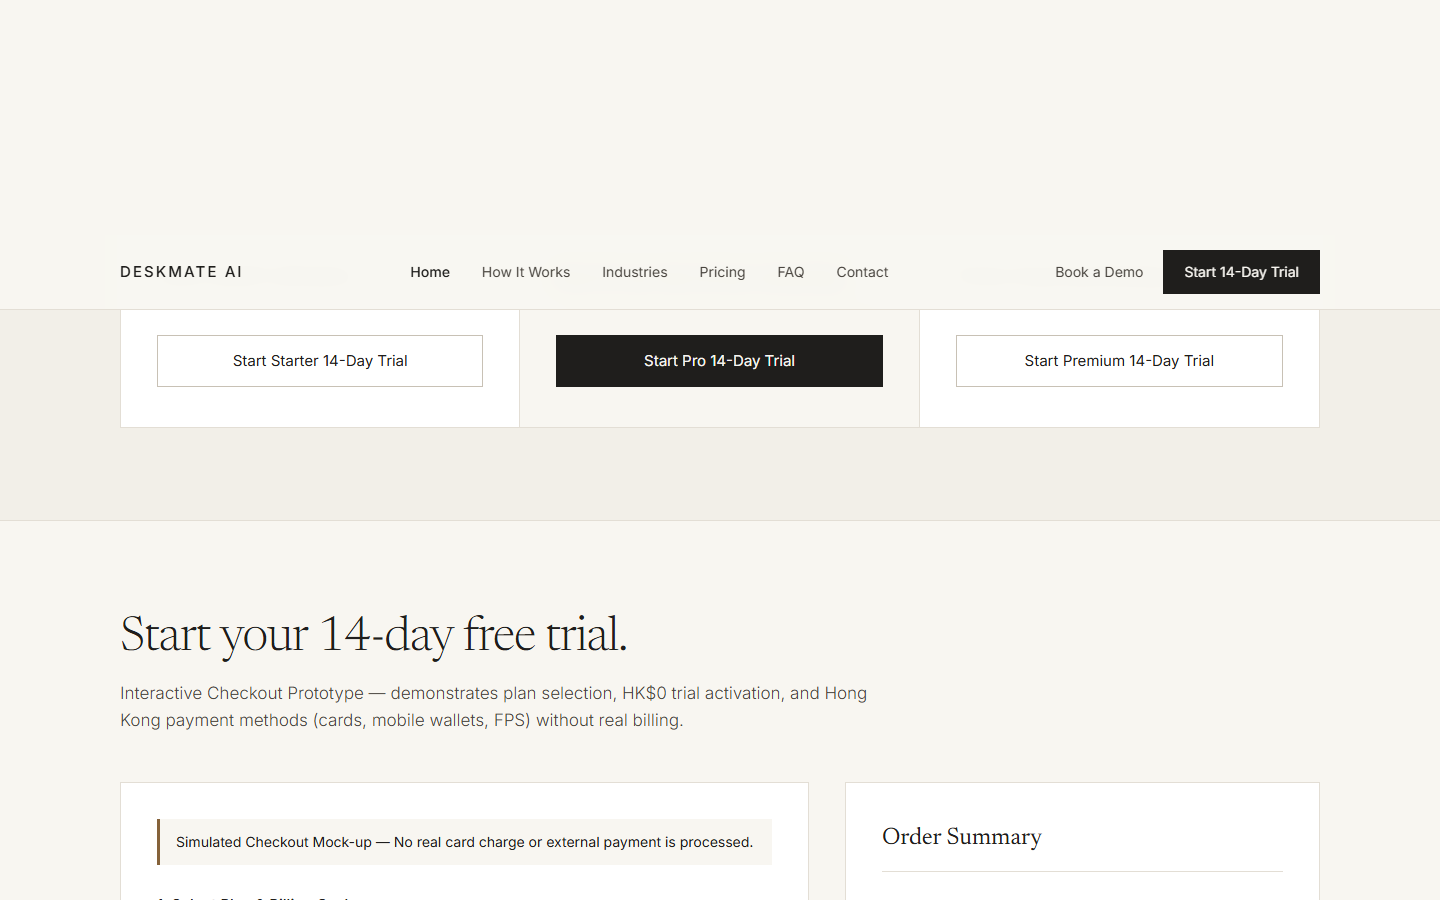 DESKMATE AI
Home
How It Works
Industries
Pricing
FAQ
Contact
Book a Demo
Start 14-Day Trial
Start Starter 14-Day Trial
Start Pro 14-Day Trial
Start Premium 14-Day Trial
Start your 14-day free trial.
Interactive Checkout Prototype — demonstrates plan selection, HK$0 trial activation, and Hong
Kong payment methods (cards, mobile wallets, FPS) without real billing.
Simulated Checkout Mock-up — No real card charge or external payment is processed.
Order Summary